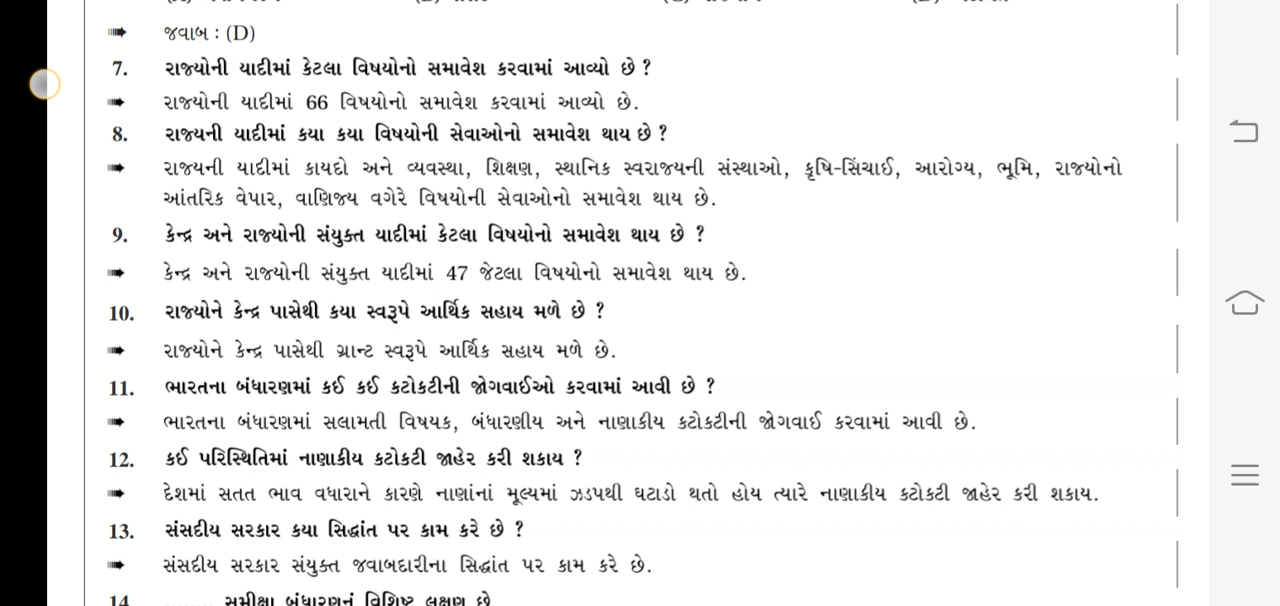 જવાબ : (D)
7. રાજ્યોની યાદીમાં કેટલા વિષયોનો સમાવેશ કરવામાં આવ્યો છે ?
રાજ્યોની યાદીમાં 66 વિષયોનો સમાવેશ કરવામાં આવ્યો છે.
8. રાજ્યની યાદીમાં કયા કયા વિષયોની સેવાઓનો સમાવેશ થાય છે ?
રાજ્યની યાદીમાં કાયદો અને વ્યવસ્થા, શિક્ષણ, સ્થાનિક સ્વરાજ્યની સંસ્થાઓ, કૃષિ-સિંચાઈ, આરોગ્ય, ભૂમિ, રાજ્યોનો
આંતરિક વેપાર, વાણિજ્ય વગેરે વિષયોની સેવાઓનો સમાવેશ થાય છે.
9. કેન્દ્ર અને રાજ્યોની સંયુક્ત યાદીમાં કેટલા વિષયોનો સમાવેશ થાય છે ?
કેન્દ્ર અને રાજ્યોની સંયુક્ત યાદીમાં 47 જેટલા વિષયોનો સમાવેશ થાય છે.
10. રાજ્યોને કેન્દ્ર પાસેથી કયા સ્વરૂપે આર્થિક સહાય મળે છે ?
રાજ્યોને કેન્દ્ર પાસેથી ગ્રાન્ટ સ્વરૂપે આર્થિક સહાય મળે છે.
11. ભારતના બંધારણમાં કઈ કઈ કટોકટીની જોગવાઈઓ કરવામાં આવી છે ?
ભારતના બંધારણમાં સલામતી વિષયક, બંધારણીય અને નાણાકીય કટોકટીની જોગવાઈ કરવામાં આવી છે.
12. કઈ પરિસ્થિતિમાં નાણાકીય કટોકટી જાહેર કરી શકાય ?
દેશમાં સતત ભાવ વધારાને કારણે નાણાંનાં મૂલ્યમાં ઝડપથી ઘટાડો થતો હોય ત્યારે નાણાકીય કટોકટી જાહેર કરી શકાય.
13. સંસદીય સરકાર કયા સિદ્ધાંત પર કામ કરે છે ?
સંસદીય સરકાર સંયુક્ત જવાબદારીના સિદ્ધાંત પર કામ કરે છે.
14. ...... સમીક્ષા બંધારણનું વિશિષ્ટ લક્ષણ છે